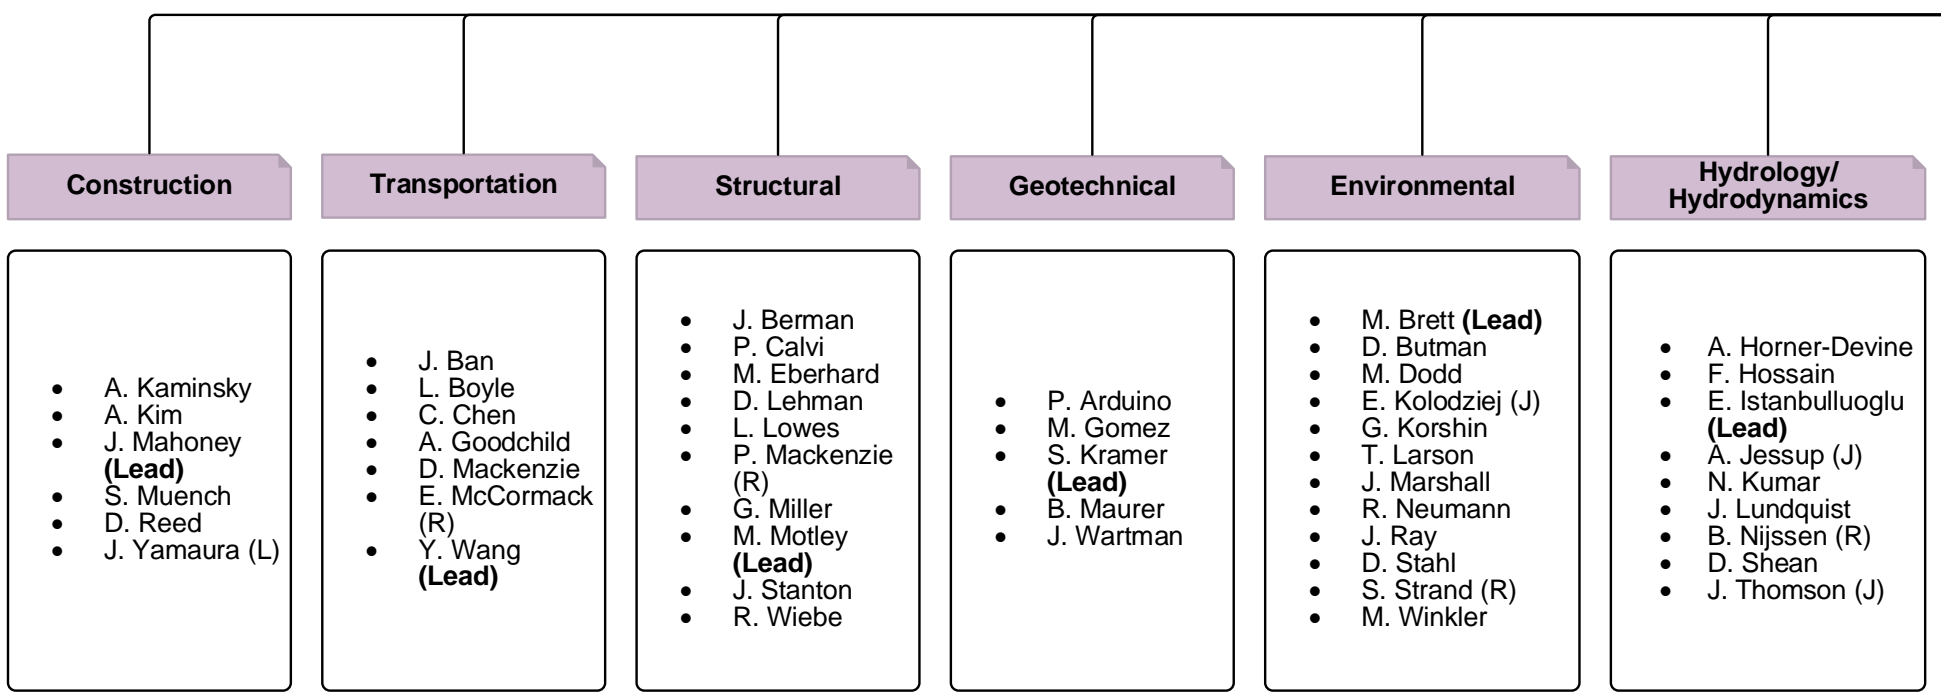 Construction
• A. Kaminsky
• A. Kim
• J. Mahoney
(Lead)
• S. Muench
• D. Reed
• J. Yamaura (L)
Transportation
• J. Ban
• L. Boyle
• C. Chen
• A. Goodchild
• D. Mackenzie
• E. McCormack
(R)
• Y. Wang
(Lead)
Structural
• J. Berman
• P. Calvi
• M. Eberhard
• D. Lehman
• L. Lowes
• P. Mackenzie
(R)
• G. Miller
• M. Motley
(Lead)
• J. Stanton
• R. Wiebe
Geotechnical
• P. Arduino
• M. Gomez
• S. Kramer
(Lead)
• B. Maurer
• J. Wartman
Environmental
• M. Brett (Lead)
• D. Butman
• M. Dodd
• E. Kolodziej (J)
• G. Korshin
• T. Larson
• J. Marshall
• R. Neumann
• J. Ray
• D. Stahl
• S. Strand (R)
• M. Winkler
Hydrology/
Hydrodynamics
• A. Horner-Devine
• F. Hossain
• E. Istanbulluoglu
(Lead)
• A. Jessup (J)
• N. Kumar
• J. Lundquist
• B. Nijssen (R)
• D. Shean
• J. Thomson (J)